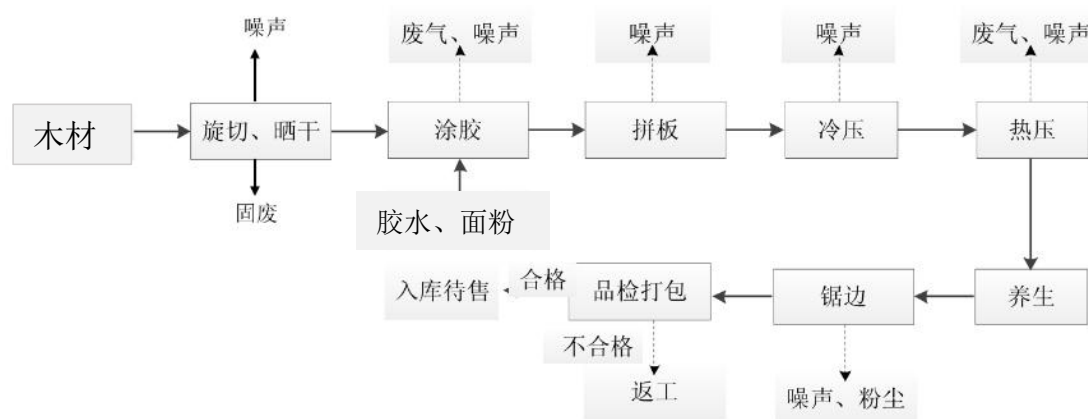 噪声
废气、噪声
噪声
噪声
废气、噪声
木材
旋切、晒干
涂胶
拼板
冷压
热压
固废
胶水、面粉
入库待售
合格
品检打包
锯边
养生
不合格
返工
噪声、粉尘